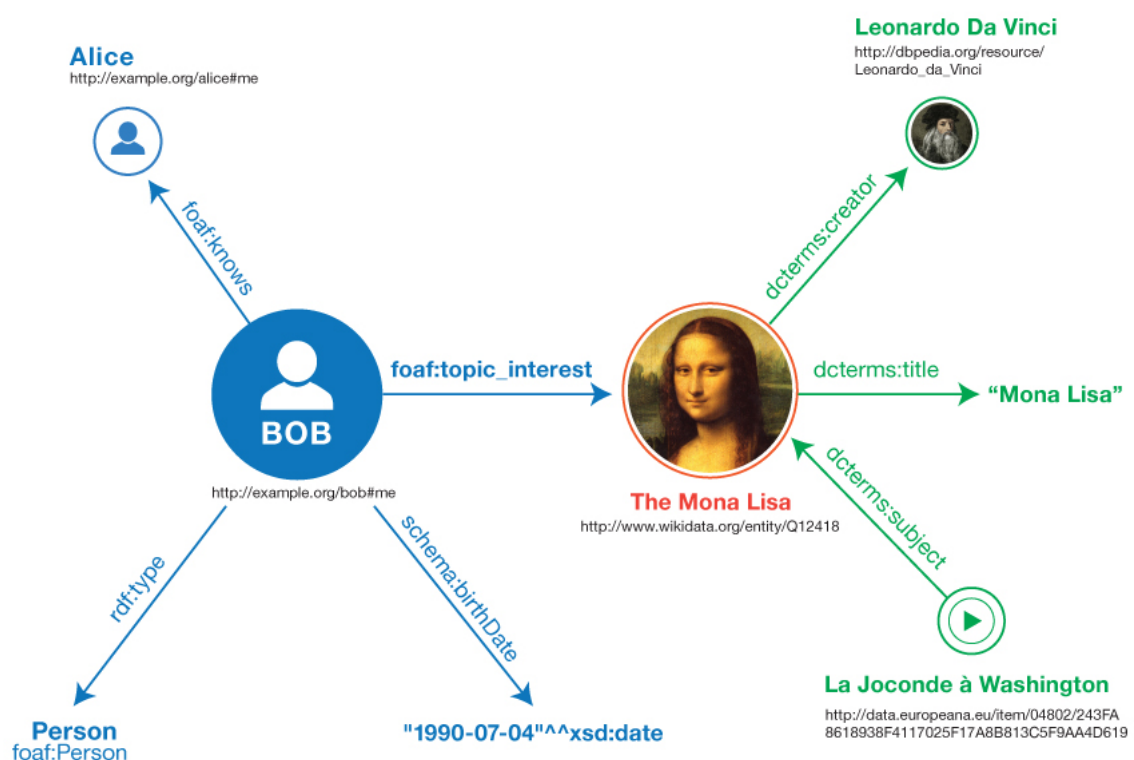 Alice
http://example.org/alice#me
Leonardo Da Vinci
http://dbpedia.org/resource/
Leonardo_da_Vinci
foaf:knows
dcterms:creator
BOB
http://example.org/bob#me
foaf:topic_interest
The Mona Lisa
http://www.wikidata.org/entity/Q12418
dcterms:title
“Mona Lisa”
dcterms:subject
rdf:type
schema:birthDate
Person
foaf:Person
"1990-07-04"^^xsd:date
La Joconde à Washington
http://data.europeana.eu/item/04802/243FA
8618938F4117025F17A8B813C5F9AA4D619